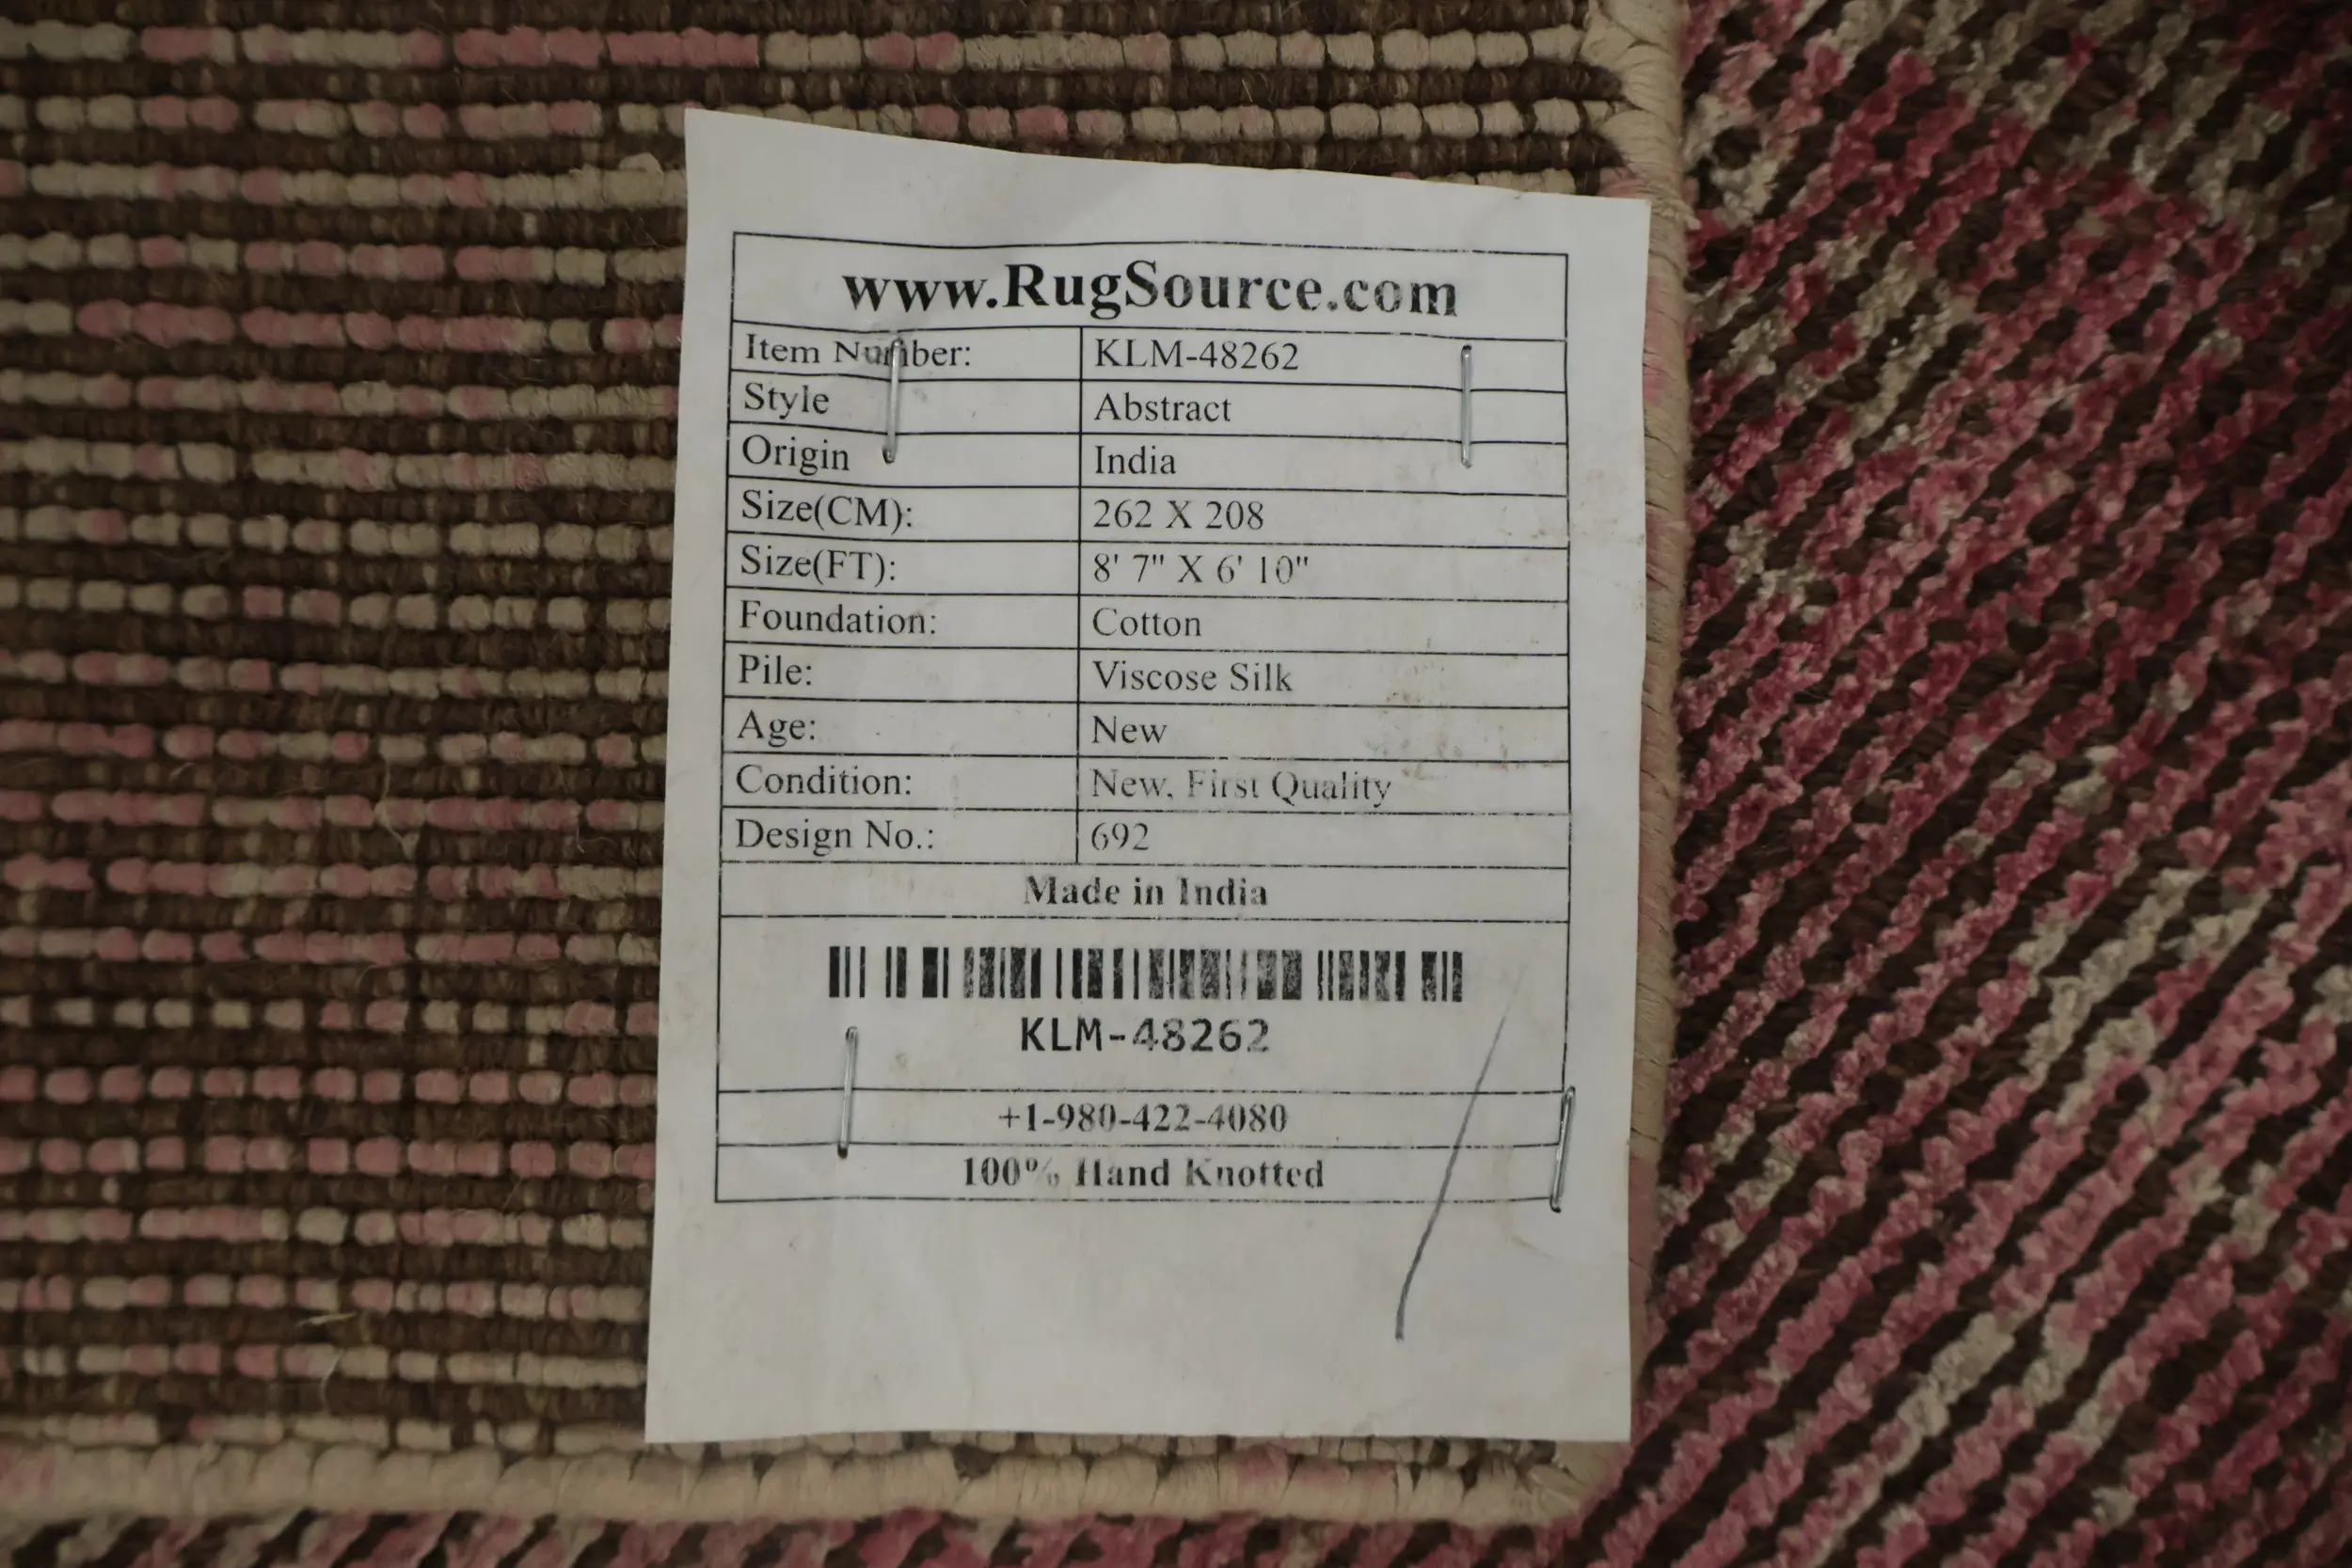 www.RugSource.com
Item Number: KLM-48262
Style Abstract
Origin India
Size(CM): 262 X 208
Size(FT): 8' 7" X 6' 10"
Foundation: Cotton
Pile: Viscose Silk
Age: New
Condition: New, First Quality
Design No.: 692
Made in India
KLM-48262
+1-980-422-4080
100% Hand Knotted